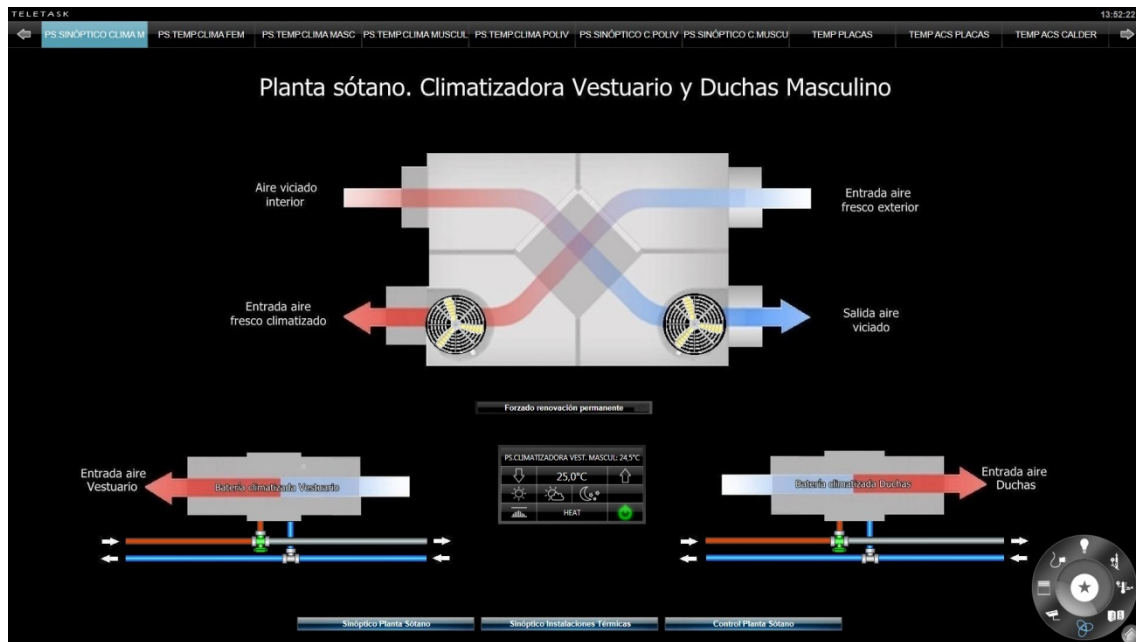 TELETASK
13:52:22
PS.SINÓPTICO CLIMA M
PS.TEMP.CLIMA FEM
PS.TEMP.CLIMA MASC
PS.TEMP.CLIMA MUSCUL
PS.TEMP.CLIMA POLIV
PS.SINÓPTICO C.POLIV
PS.SINÓPTICO C.MUSCU
TEMP PLACAS
TEMP ACS PLACAS
TEMP ACS CALDER
Planta sótano. Climatizadora Vestuario y Duchas Masculino
Aire viciado
interior
Entrada aire
fresco exterior
Entrada aire
fresco climatizado
Salida aire
viciado
Forzado renovación permanente
PS.CLIMATIZADORA VEST. MASCUL: 24,5°C
25,0°C
HEAT
Entrada aire
Vestuario
Batería climatizada Vestuario
Batería climatizada Duchas
Entrada aire
Duchas
Sinóptico Planta Sótano
Sinóptico Instalaciones Térmicas
Control Planta Sótano